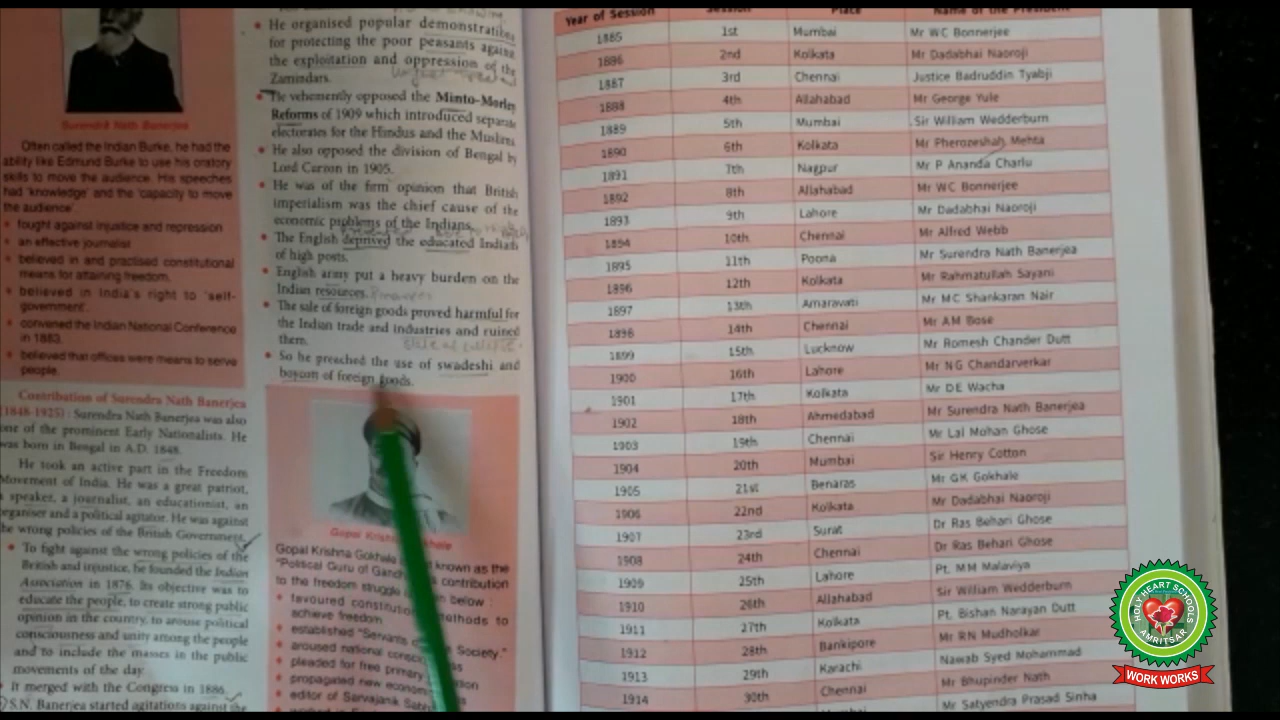 Surendra Nath Banerjea
Often called the Indian Burke, he had the
ability like Edmund Burke to use his oratory
skills to move the audience. His speeches
had 'knowledge' and the 'capacity to move
the audience'.
fought against injustice and repression
an effective journalist
believed in and practised constitutional
means for attaining freedom.
believed in India's right to 'self-
government'.
convened the Indian National Conference
in 1883.
believed that offices were means to serve
people.
Contribution of Surendra Nath Banerjea
(1848-1925) : Surendra Nath Banerjea was also
one of the prominent Early Nationalists. He
was born in Bengal in A.D. 1848.
He took an active part in the Freedom
Movement of India. He was a great patriot,
speaker, a journalist, an educationist, an
organiser and a political agitator. He was against
the wrong policies of the British Government.
• To fight against the wrong policies of the
British and injustice, he founded the Indian
Association in 1876. Its objective was to
educate the people, to create strong public
opinion in the country, to arouse political
consciousness and unity among the people
and to include the masses in the public
movements of the day.
It merged with the Congress in 1886.
S.N. Banerjea started agitations against the
• He organised popular demonstrations
for protecting the poor peasants against
the exploitation and oppression of the
Zamindars.
• He vehemently opposed the Minto-Morley
Reforms of 1909 which introduced separate
electorates for the Hindus and the Muslims
• He also opposed the division of Bengal by
Lord Curzon in 1905.
• He was of the firm opinion that British
imperialism was the chief cause of the
economic problems of the Indians.
• The English deprived the educated Indians
of high posts.
• English army put a heavy burden on the
Indian resources.
• The sale of foreign goods proved harmful for
the Indian trade and industries and ruined
them.
• So he preached the use of swadeshi and
boycott of foreign goods.
Gopal Krishna Gokhale
Gopal Krishna Gokhale known as the
"Political Guru of contribution
to the freedom struggle below :
favoured methods to
achieve freedom
established "Servants Society."
aroused national
pleaded for free primary
propagated new
editor of Sarvajana
Year of Session Session Place Name of the President
1885 1st Mumbai Mr WC Bonnerjee
1886 2nd Kolkata Mr Dadabhai Naoroji
1887 3rd Chennai Justice Badruddin Tyabji
1888 4th Allahabad Mr George Yule
1889 5th Mumbai Sir William Wedderburn
1890 6th Kolkata Mr Pherozeshah Mehta
1891 7th Nagpur Mr P Ananda Charlu
1892 8th Allahabad Mr WC Bonnerjee
1893 9th Lahore Mr Dadabhai Naoroji
1894 10th Chennai Mr Alfred Webb
1895 11th Poona Mr Surendra Nath Banerjea
1896 12th Kolkata Mr Rahmatullah Sayani
1897 13th Amaravati Mr MC Shankaran Nair
1898 14th Chennai Mr AM Bose
1899 15th Lucknow Mr Romesh Chander Dutt
1900 16th Lahore Mr NG Chandarverkar
1901 17th Kolkata Mr DE Wacha
1902 18th Ahmedabad Mr Surendra Nath Banerjea
1903 19th Chennai Mr Lal Mohan Ghose
1904 20th Mumbai Sir Henry Cotton
1905 21st Benaras Mr GK Gokhale
1906 22nd Kolkata Mr Dadabhai Naoroji
1907 23rd Surat Dr Ras Behari Ghose
1908 24th Chennai Dr Ras Behari Ghose
1909 25th Lahore Pt. MM Malaviya
1910 26th Allahabad Sir William Wedderburn
1911 27th Kolkata Pt. Bishan Narayan Dutt
1912 28th Bankipore Mr RN Mudholkar
1913 29th Karachi Nawab Syed Mohammad
1914 30th Chennai Mr Bhupinder Nath
Mr Satyendra Prasad Sinha
HOLY HEART SCHOOLS
AMRITSAR
WORK WORKS